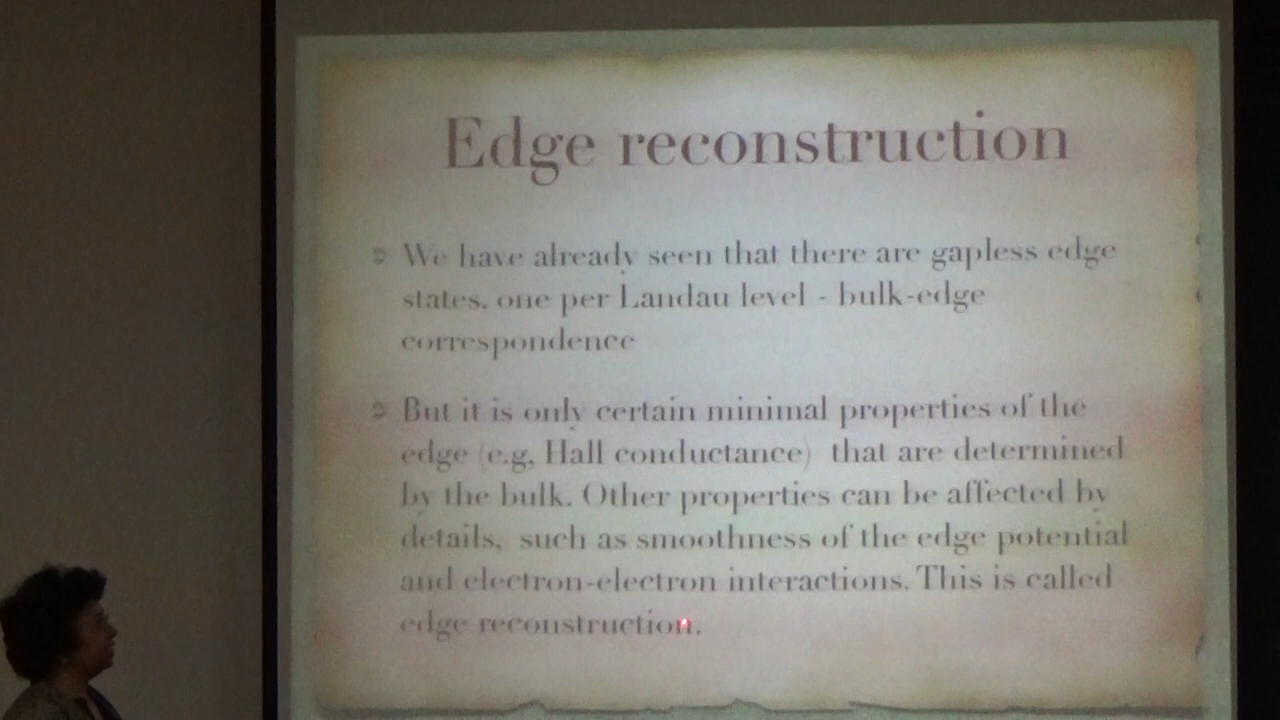 Edge reconstruction
We have already seen that there are gapless edge
states, one per Landau level - bulk-edge
correspondence
But it is only certain minimal properties of the
edge (e.g, Hall conductance) that are determined
by the bulk. Other properties can be affected by
details, such as smoothness of the edge potential
and electron-electron interactions. This is called
edge reconstruction.